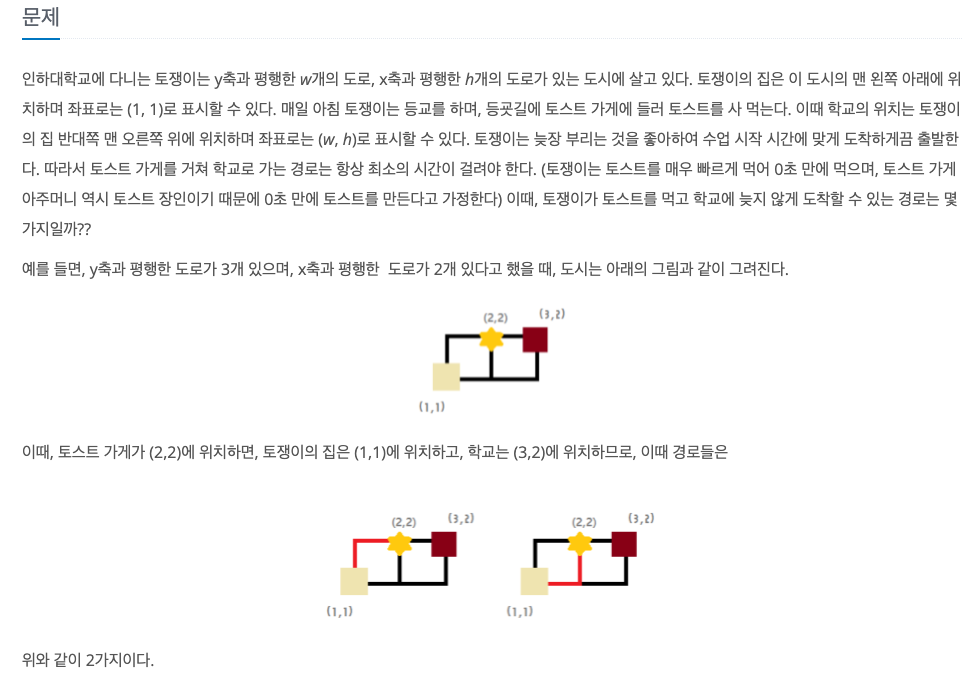 문제
인하대학교에 다니는 토쟁이는 y축과 평행한 w개의 도로, x축과 평행한 h개의 도로가 있는 도시에 살고 있다. 토쟁이의 집은 이 도시의 맨 왼쪽 아래에 위
치하며 좌표로는 (1, 1)로 표시할 수 있다. 매일 아침 토쟁이는 등교를 하며, 등굣길에 토스트 가게에 들러 토스트를 사 먹는다. 이때 학교의 위치는 토쟁이
의 집 반대쪽 맨 오른쪽 위에 위치하며 좌표로는 (w, h)로 표시할 수 있다. 토쟁이는 늦장 부리는 것을 좋아하여 수업 시작 시간에 맞게 도착하게끔 출발한
다. 따라서 토스트 가게를 거쳐 학교로 가는 경로는 항상 최소의 시간이 걸려야 한다. (토쟁이는 토스트를 매우 빠르게 먹어 0초 만에 먹으며, 토스트 가게
아주머니 역시 토스트 장인이기 때문에 0초 만에 토스트를 만든다고 가정한다) 이때, 토쟁이가 토스트를 먹고 학교에 늦지 않게 도착할 수 있는 경로는 몇
가지일까??
예를 들면, y축과 평행한 도로가 3개 있으며, x축과 평행한  도로가 2개 있다고 했을 때, 도시는 아래의 그림과 같이 그려진다.
(2,2) (3,2)
(1,1)
이때, 토스트 가게가 (2,2)에 위치하면, 토쟁이의 집은 (1,1)에 위치하고, 학교는 (3,2)에 위치하므로, 이때 경로들은
(2,2) (3,2) (2,2) (3,2)
(1,1) (1,1)
위와 같이 2가지이다.